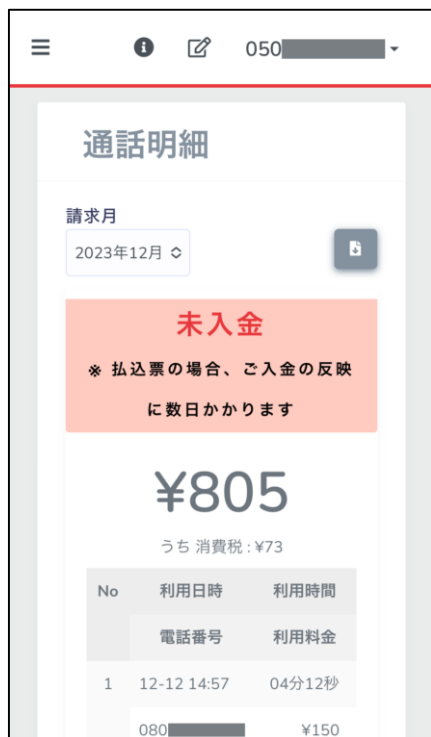 050
通話明細
請求月
2023年12月
未入金
※ 払込票の場合、ご入金の反映
に数日かかります
¥805
うち 消費税 : ¥73
No 利用日時 利用時間
電話番号 利用料金
1 12-12 14:57 04分12秒
080 ¥150